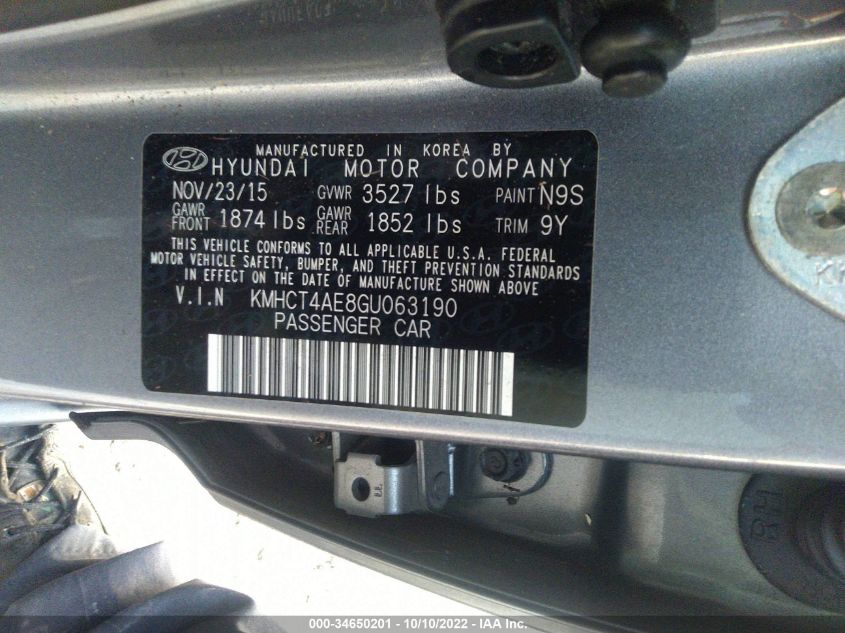 MANUFACTURED IN KOREA BY
HYUNDAI MOTOR COMPANY
NOV/23/15 GVWR 3527 lbs PAINT N9S
GAWR FRONT 1874 lbs GAWR REAR 1852 lbs TRIM 9Y
THIS VEHICLE CONFORMS TO ALL APPLICABLE U.S.A. FEDERAL
MOTOR VEHICLE SAFETY, BUMPER, AND THEFT PREVENTION STANDARDS
IN EFFECT ON THE DATE OF MANUFACTURE SHOWN ABOVE
V.I.N KMHCT4AE8GU063190
PASSENGER CAR
RH
000-34650201 - 10/10/2022 - IAA Inc.